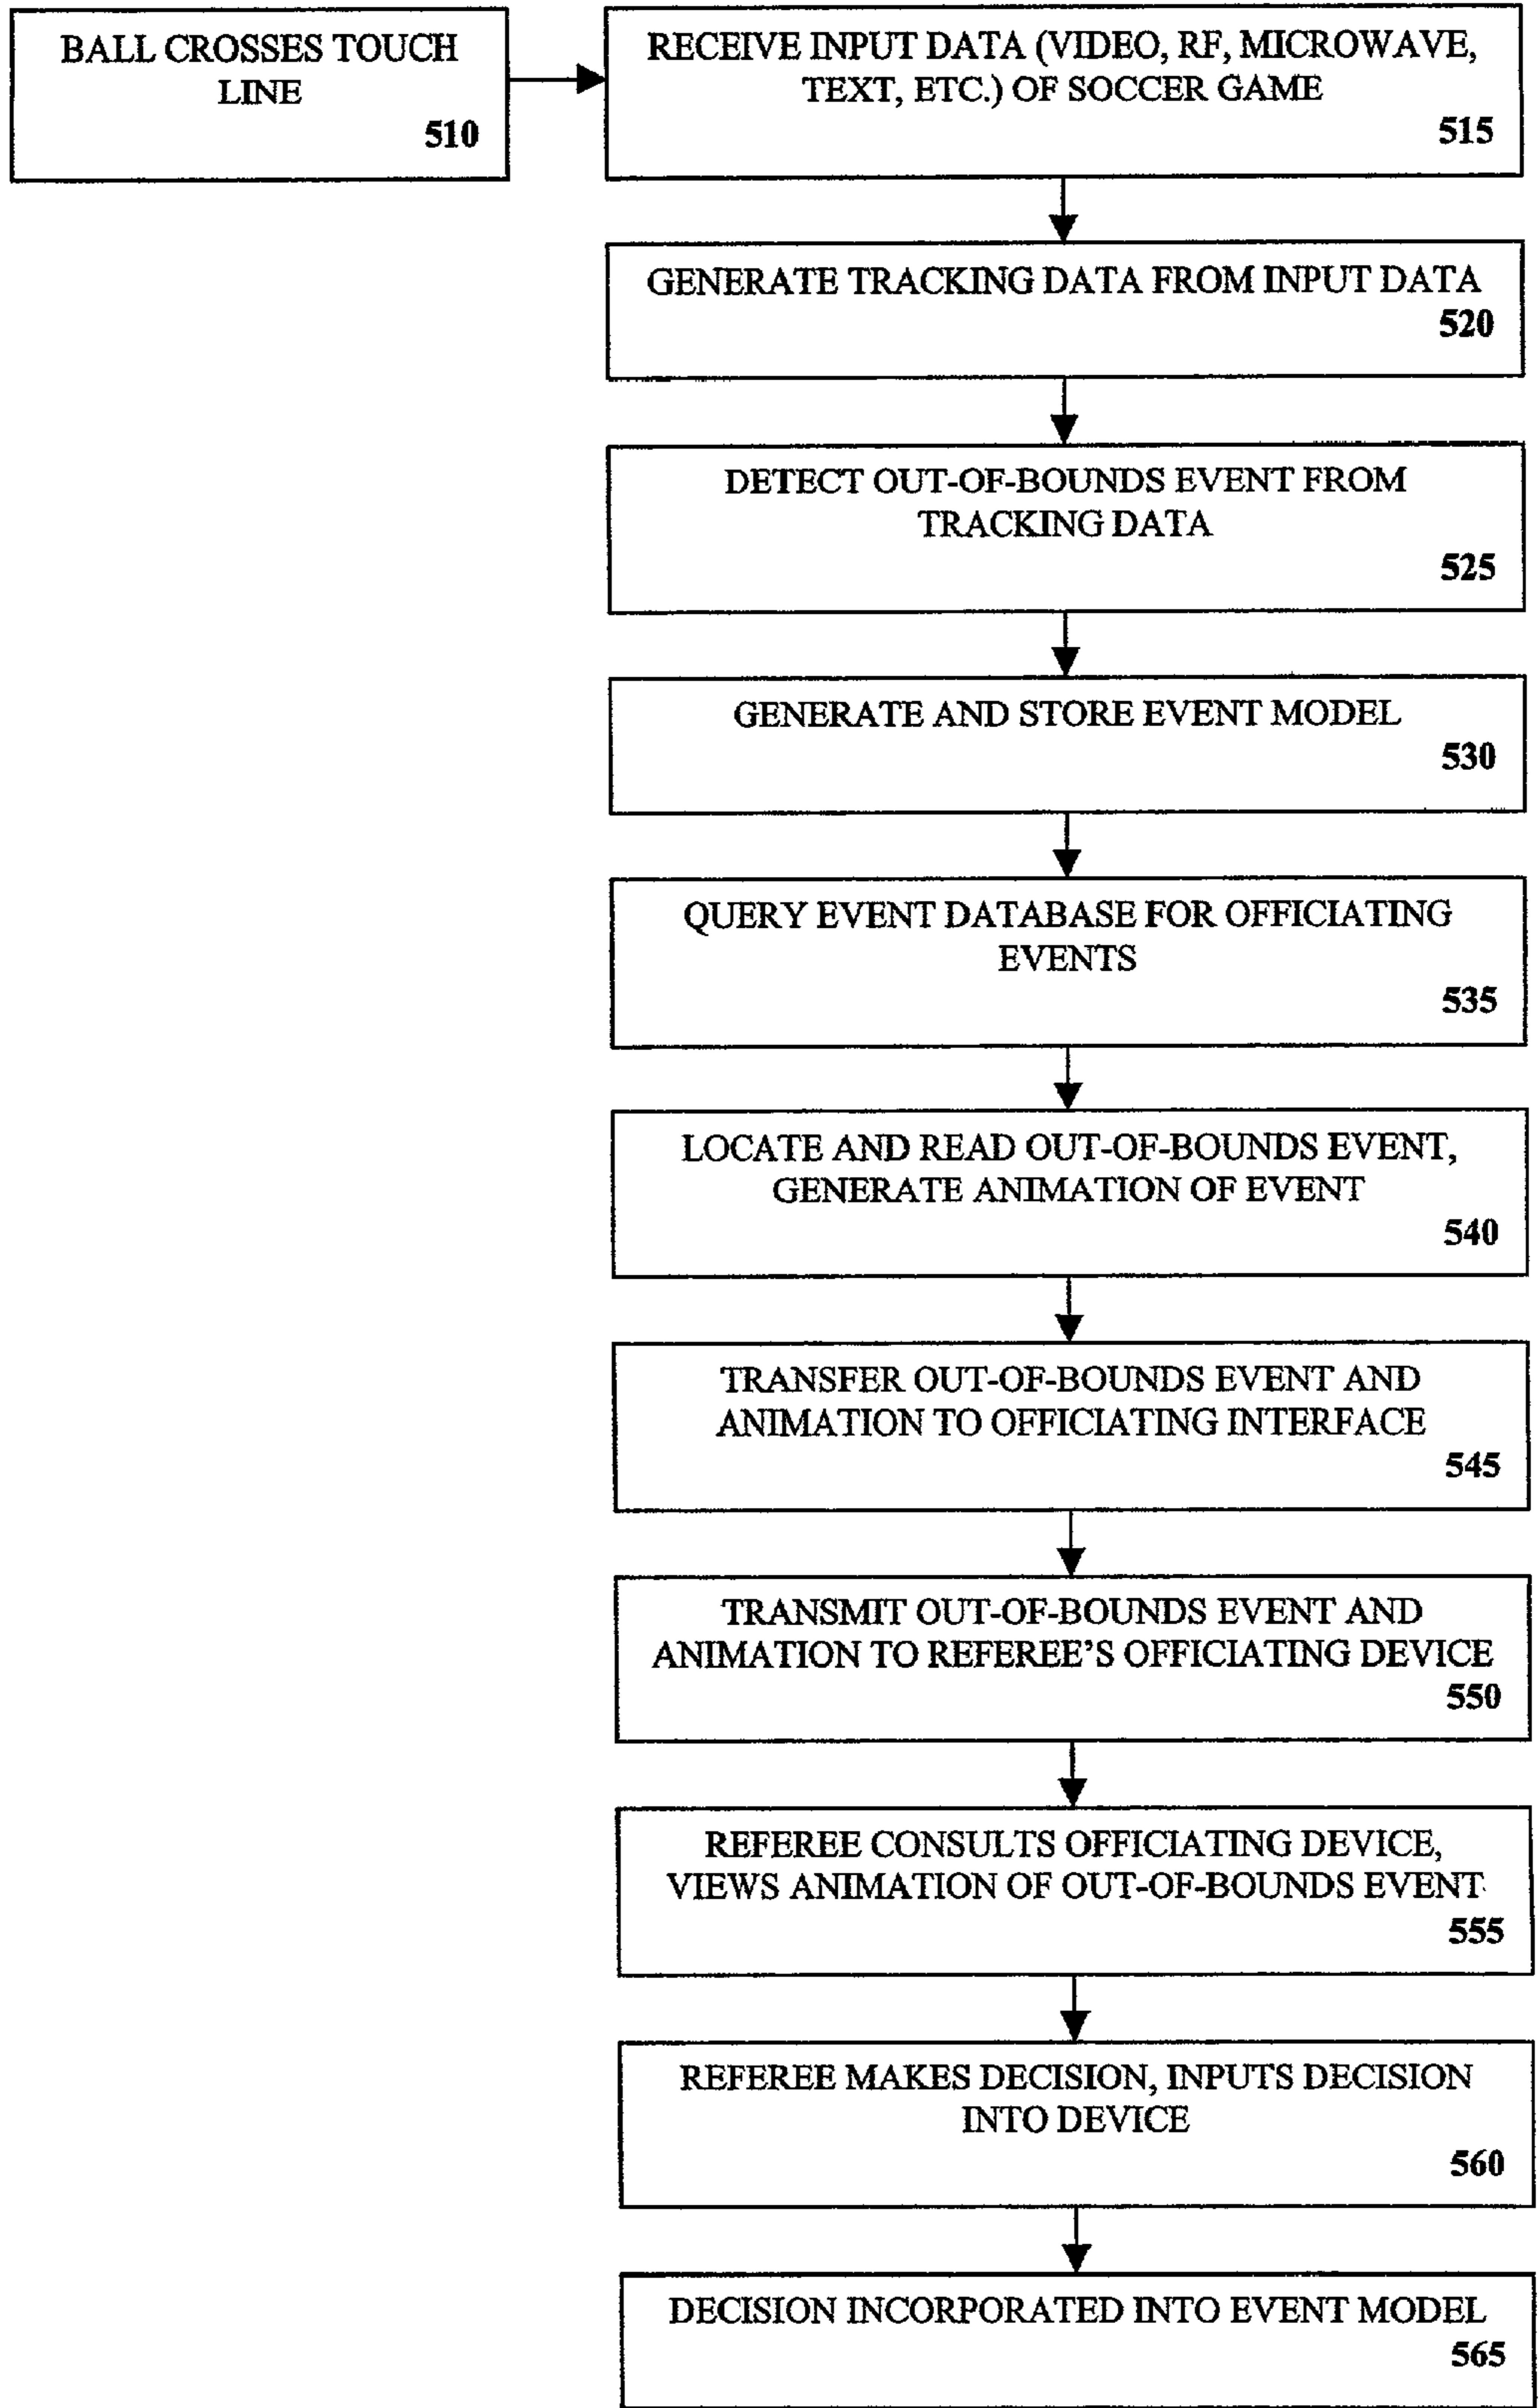 BALL CROSSES TOUCH
LINE
510
RECEIVE INPUT DATA (VIDEO, RF, MICROWAVE,
TEXT, ETC.) OF SOCCER GAME
515
GENERATE TRACKING DATA FROM INPUT DATA
520
DETECT OUT-OF-BOUNDS EVENT FROM
TRACKING DATA
525
GENERATE AND STORE EVENT MODEL
530
QUERY EVENT DATABASE FOR OFFICIATING
EVENTS
535
LOCATE AND READ OUT-OF-BOUNDS EVENT,
GENERATE ANIMATION OF EVENT
540
TRANSFER OUT-OF-BOUNDS EVENT AND
ANIMATION TO OFFICIATING INTERFACE
545
TRANSMIT OUT-OF-BOUNDS EVENT AND
ANIMATION TO REFEREE'S OFFICIATING DEVICE
550
REFEREE CONSULTS OFFICIATING DEVICE,
VIEWS ANIMATION OF OUT-OF-BOUNDS EVENT
555
REFEREE MAKES DECISION, INPUTS DECISION
INTO DEVICE
560
DECISION INCORPORATED INTO EVENT MODEL
565